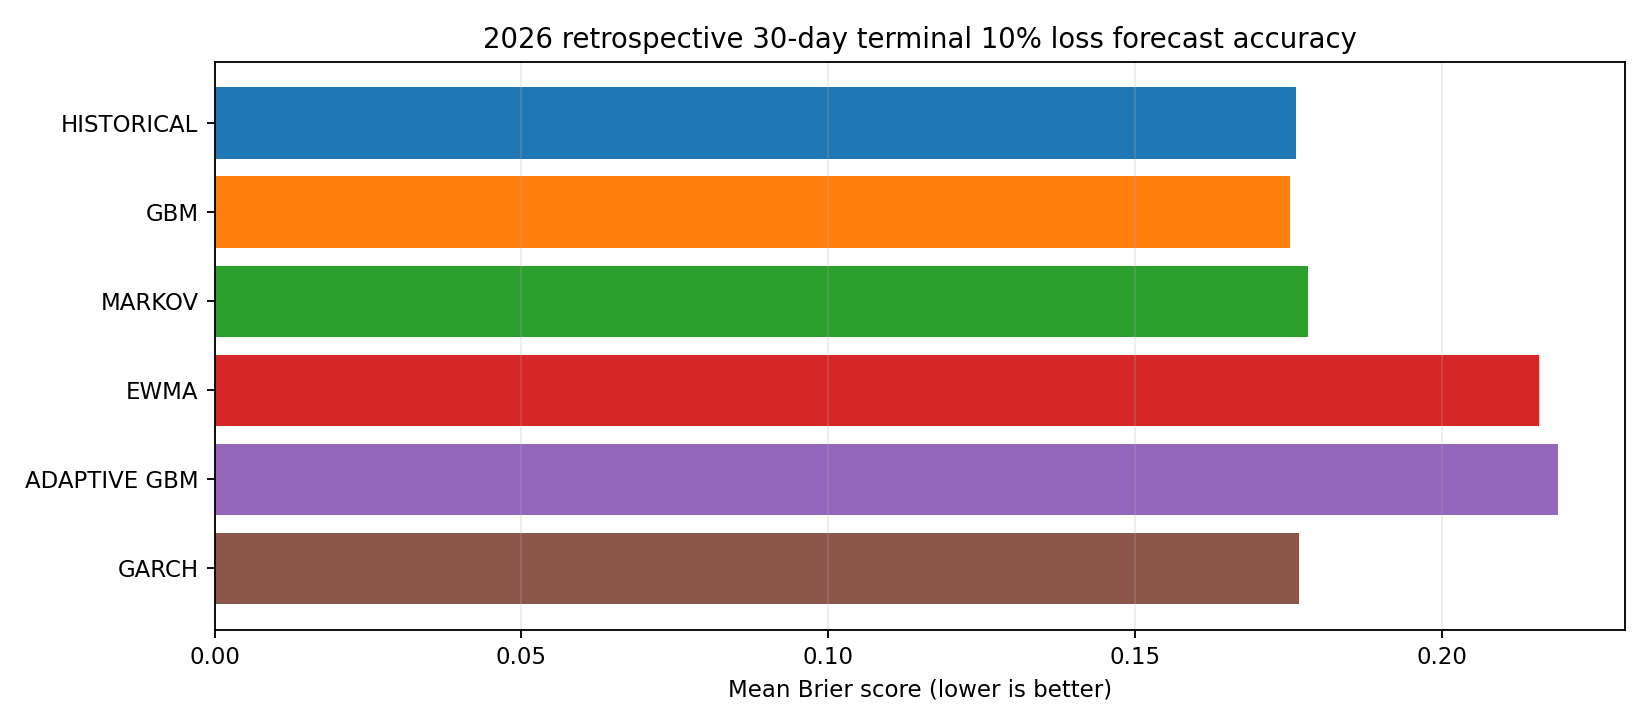 2026 retrospective 30-day terminal 10% loss forecast accuracy
HISTORICAL
GBM
MARKOV
EWMA
ADAPTIVE GBM
GARCH
0.00 0.05 0.10 0.15 0.20
Mean Brier score (lower is better)